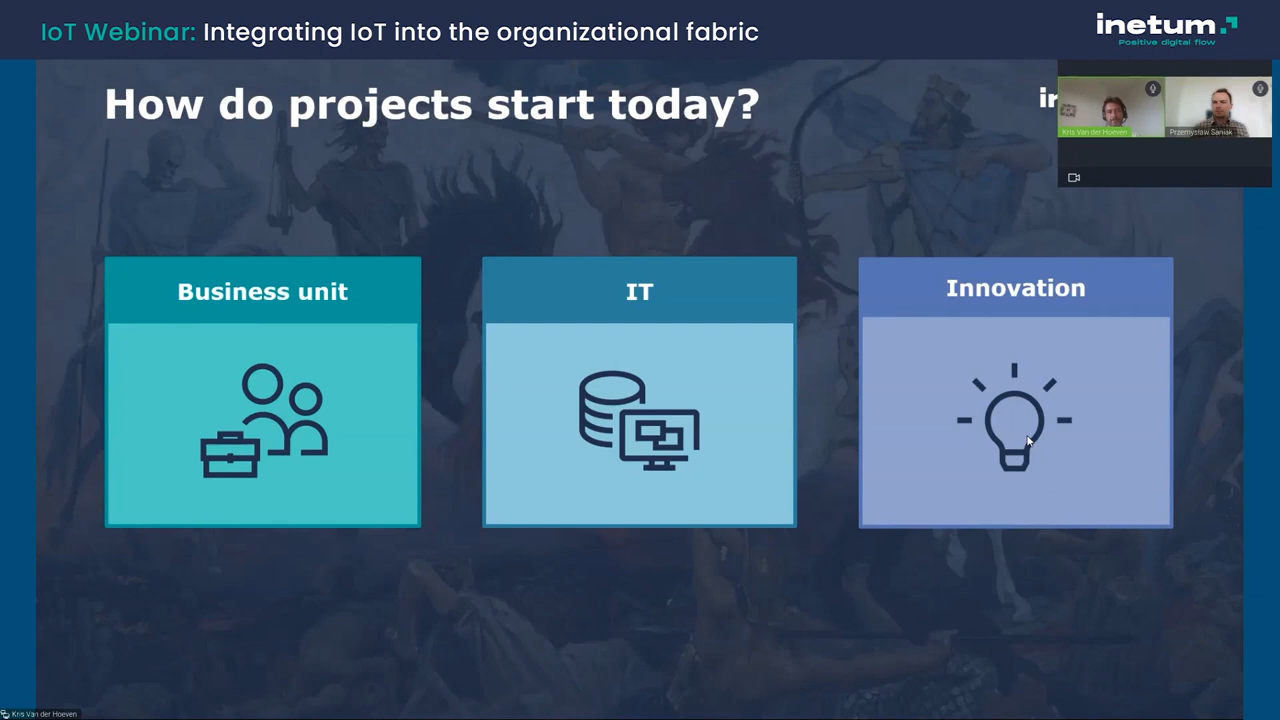 IoT Webinar: Integrating IoT into the organizational fabric
inetum
Positive digital flow
How do projects start today?
Kris Van der Hoeven
Przemysław Saniak
Business unit
IT
Innovation
Kris Van der Hoeven